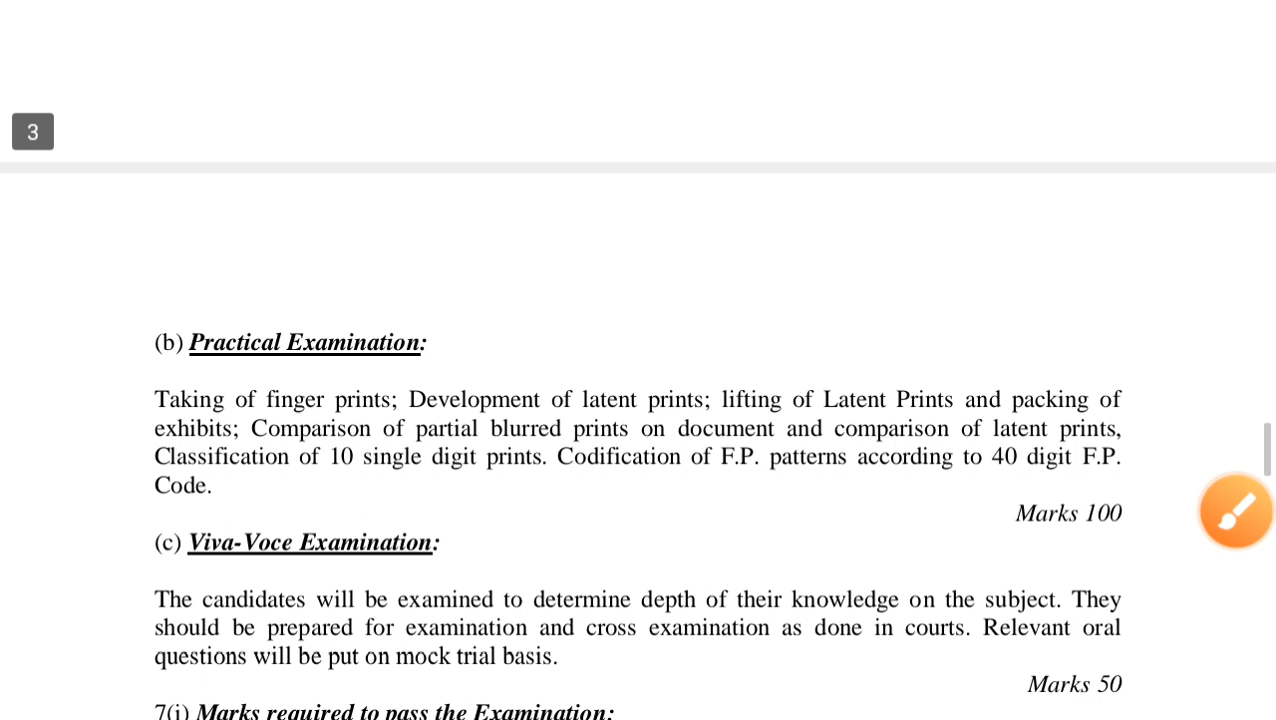 3
(b) Practical Examination:
Taking of finger prints; Development of latent prints; lifting of Latent Prints and packing of
exhibits; Comparison of partial blurred prints on document and comparison of latent prints,
Classification of 10 single digit prints. Codification of F.P. patterns according to 40 digit F.P.
Code.
Marks 100
(c) Viva-Voce Examination:
The candidates will be examined to determine depth of their knowledge on the subject. They
should be prepared for examination and cross examination as done in courts. Relevant oral
questions will be put on mock trial basis.
Marks 50
7(i) Marks required to pass the Examination: